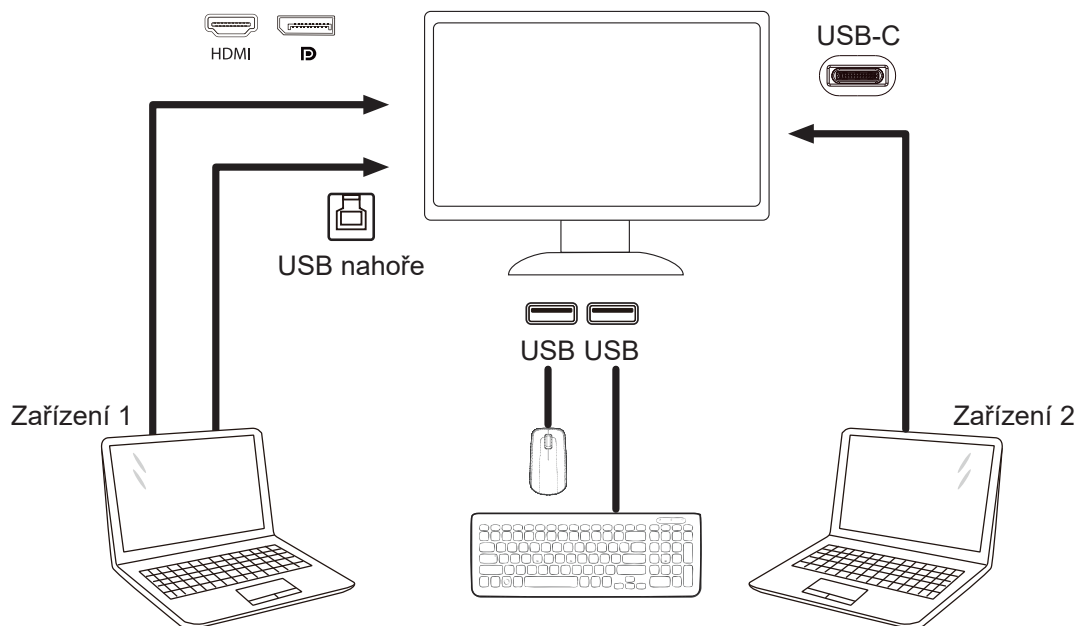 HDMI
USB-C
USB nahoře
USB USB
Zařízení 1
Zařízení 2